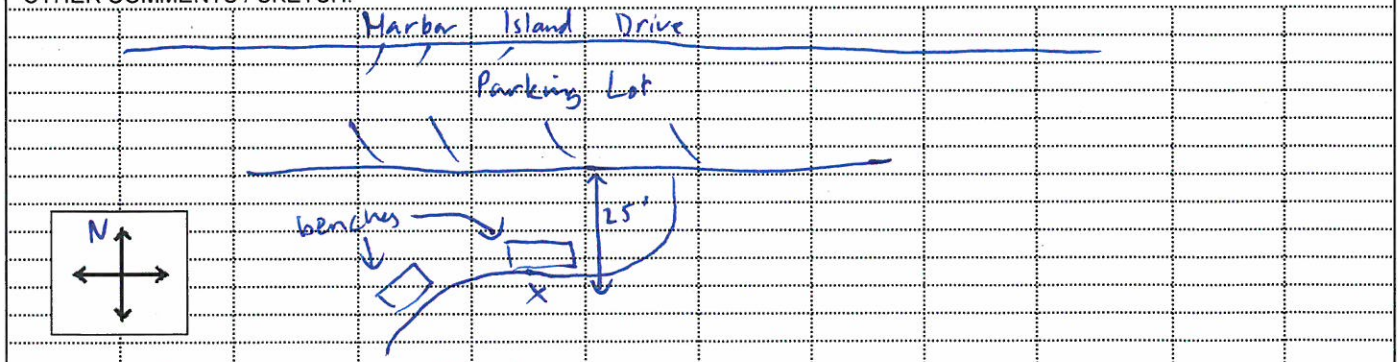 OTHER COMMENTS / SKETCH:
Harbor Island Drive
Parking Lot
benches
25'
N
X